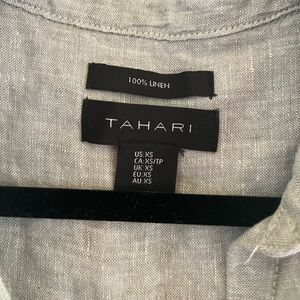 100% LINEN
TAHARI
US: XS
CA: XS/TP
UK: XS
EU: XS
AU: XS